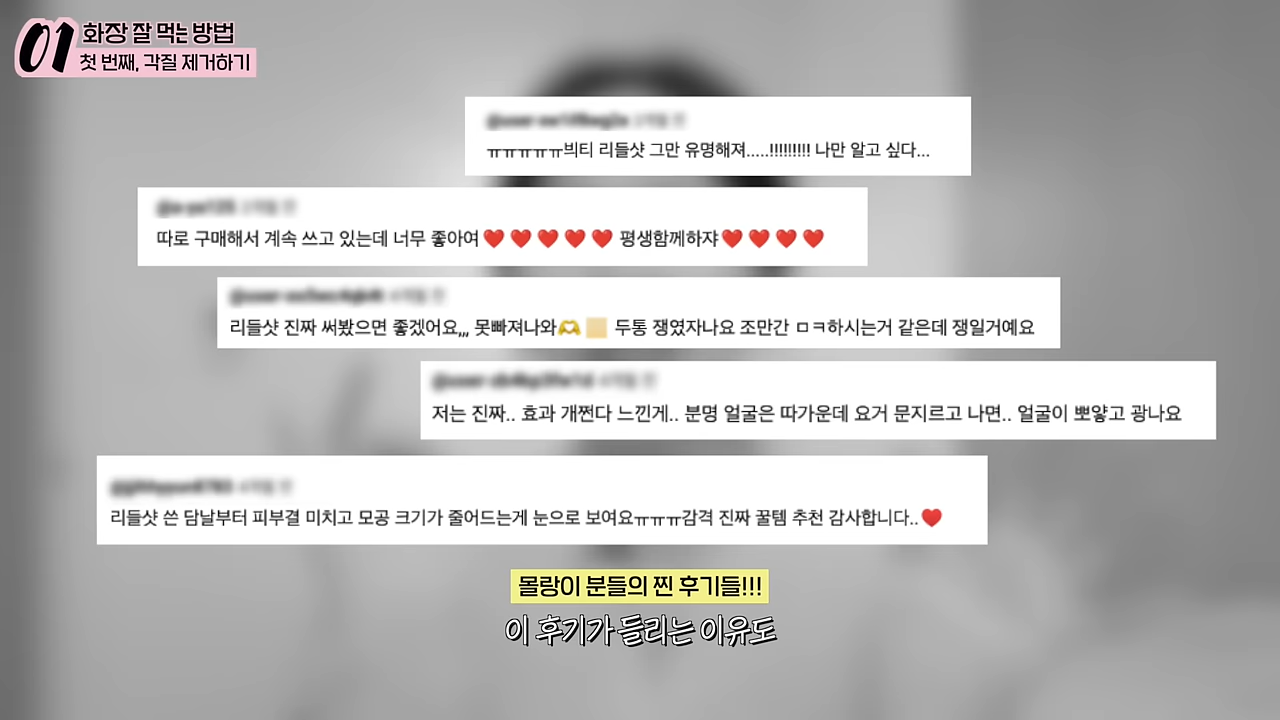 01 화장 잘 먹는 방법
첫 번째, 각질 제거하기
ㅠㅠㅠㅠㅠ븨티 리들샷 그만 유명해져.....!!!!!!!!! 나만 알고 싶다...
따로 구매해서 계속 쓰고 있는데 너무 좋아여❤️❤️❤️❤️❤️ 평생함께하쟈❤️❤️❤️❤️
리들샷 진짜 써봤으면 좋겠어요,,, 못빠져나와🫶🏻 두통 쟁였자나요 조만간 ㅁㅋ하시는거 같은데 쟁일거예요
저는 진짜.. 효과 개쩐다 느낀게.. 분명 얼굴은 따가운데 요거 문지르고 나면.. 얼굴이 뽀얗고 광나요
리들샷 쓴 담날부터 피부결 미치고 모공 크기가 줄어드는게 눈으로 보여요ㅠㅠㅠ감격 진짜 꿀템 추천 감사합니다..♥️
몰랑이 분들의 찐 후기들!!!
이 후기가 들리는 이유도